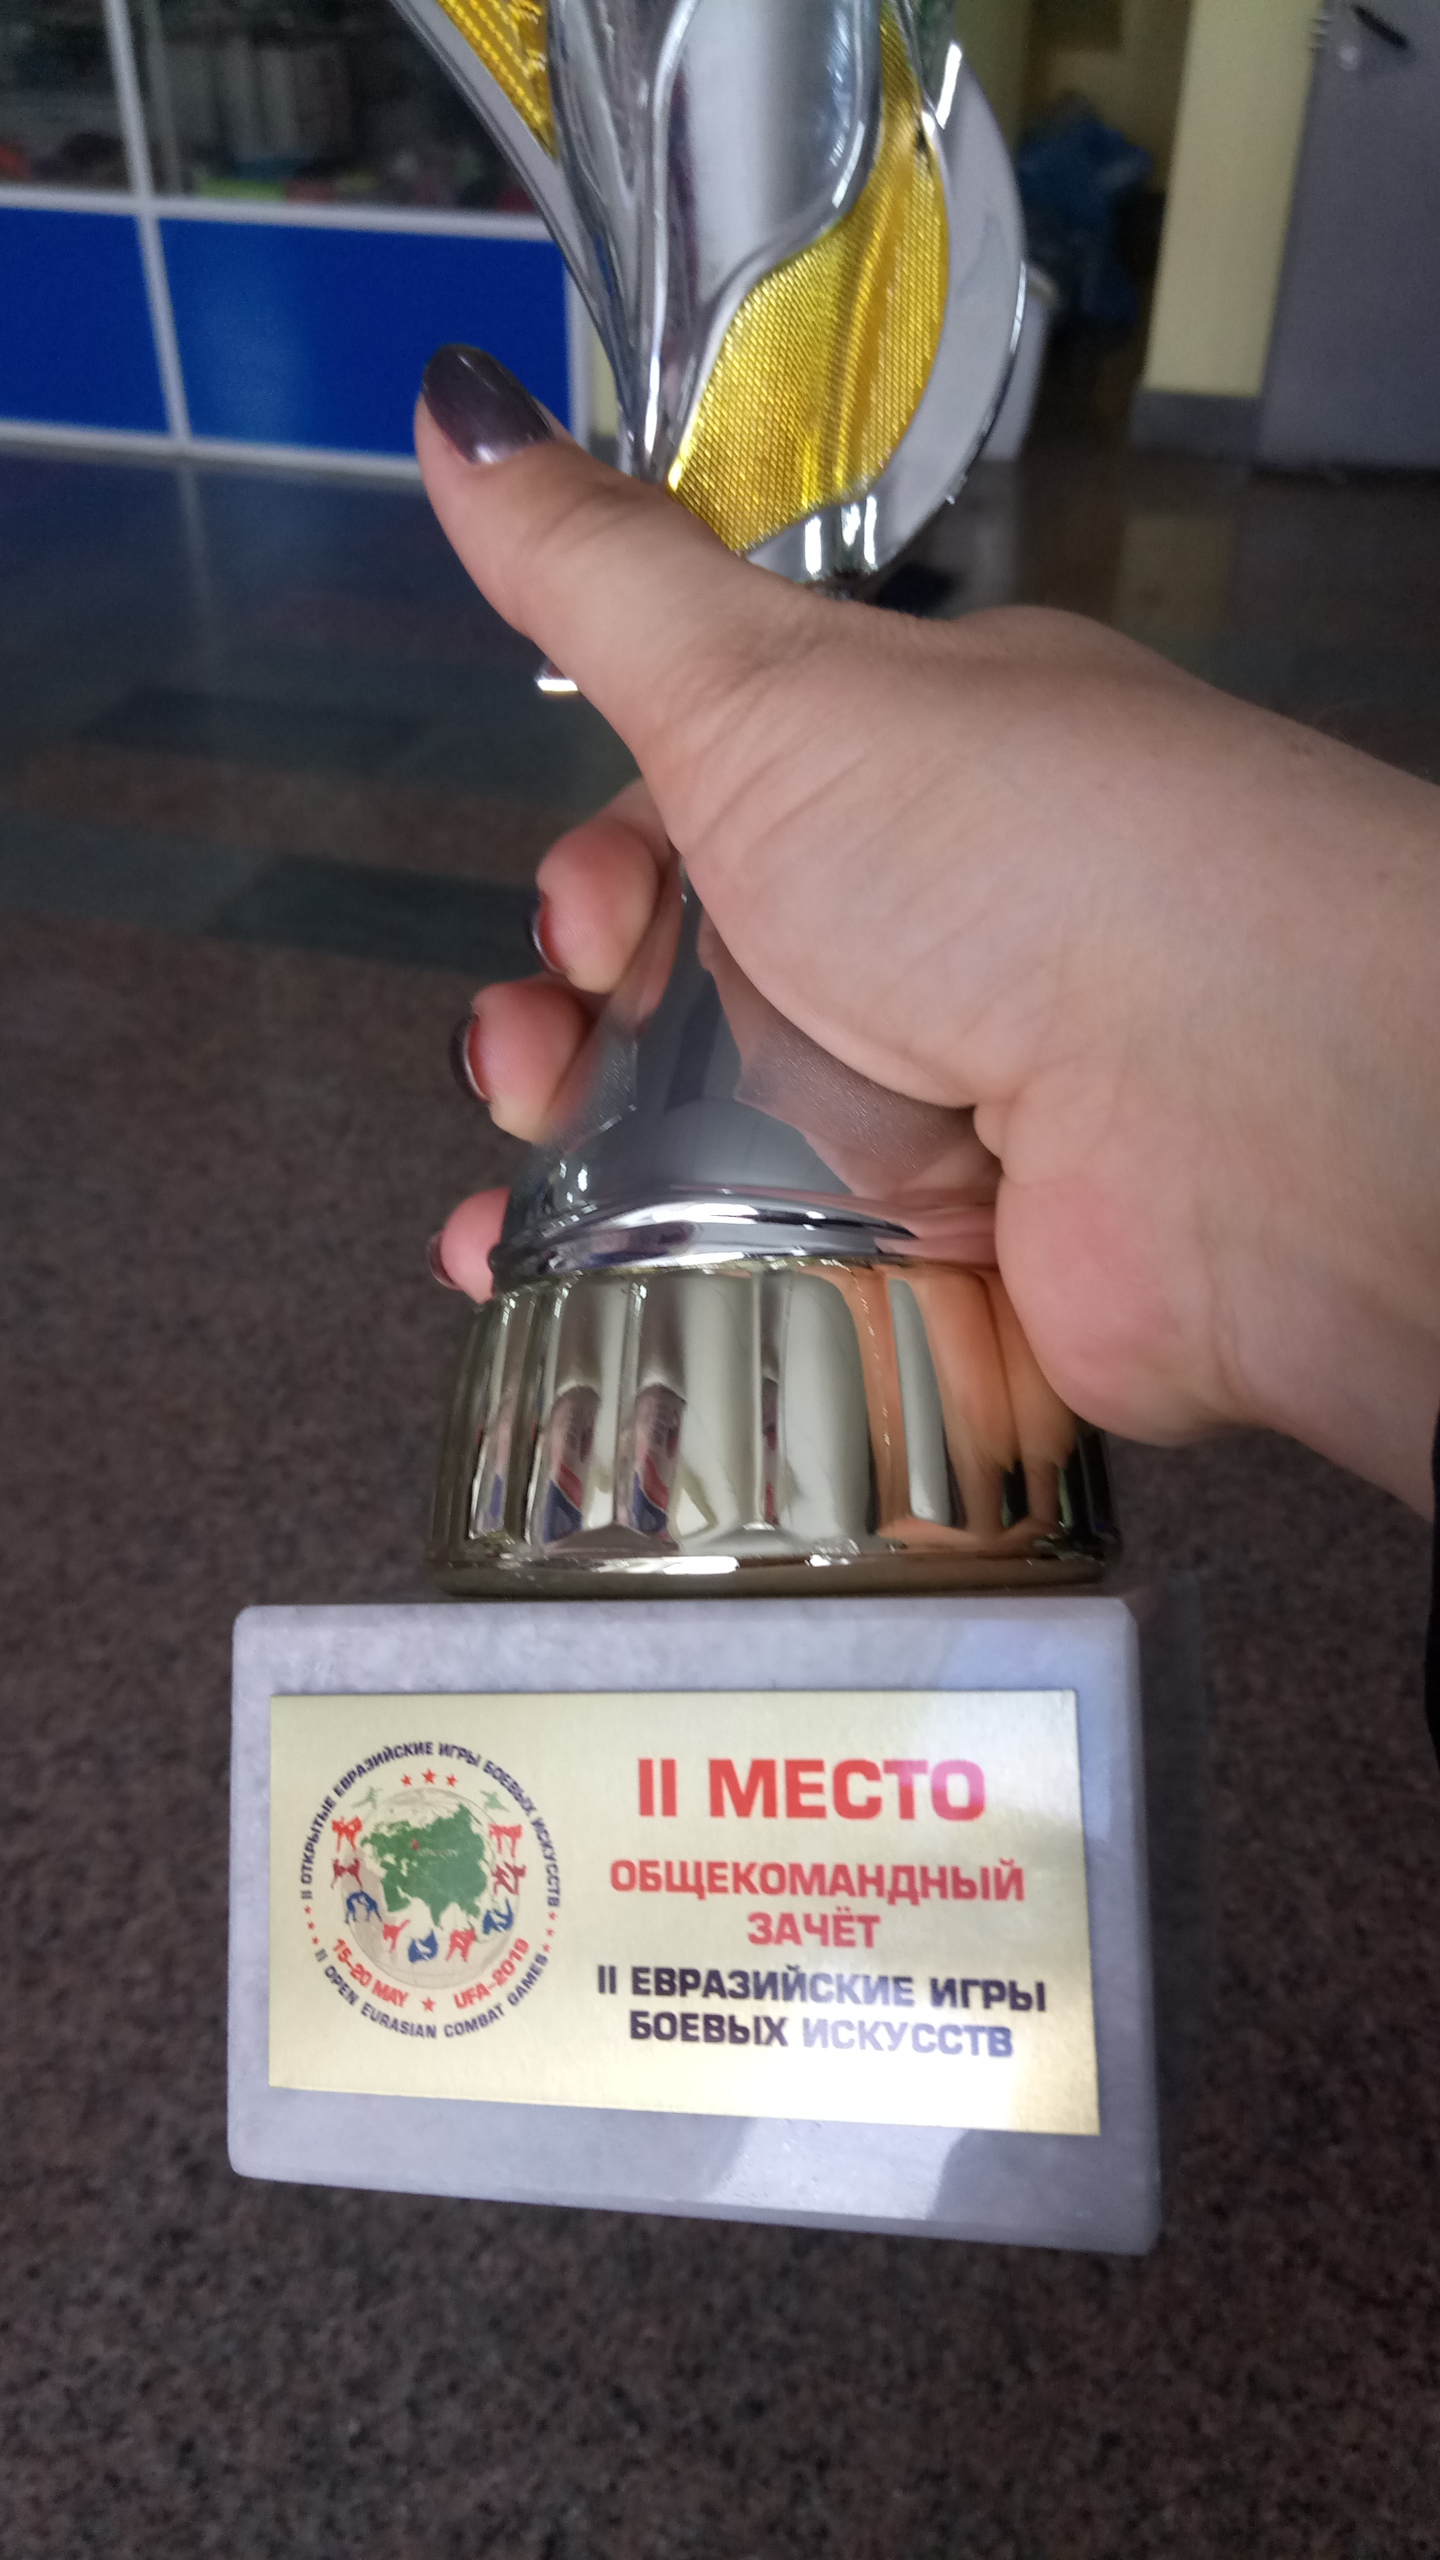 II ОТКРЫТЫЕ ЕВРАЗИЙСКИЕ ИГРЫ БОЕВЫХ ИСКУССТВ
15-20 MAY ★ UFA-2019
II OPEN EURASIAN COMBAT GAMES
II МЕСТО
ОБЩЕКОМАНДНЫЙ
ЗАЧЁТ
II ЕВРАЗИЙСКИЕ ИГРЫ
БОЕВЫХ ИСКУССТВ